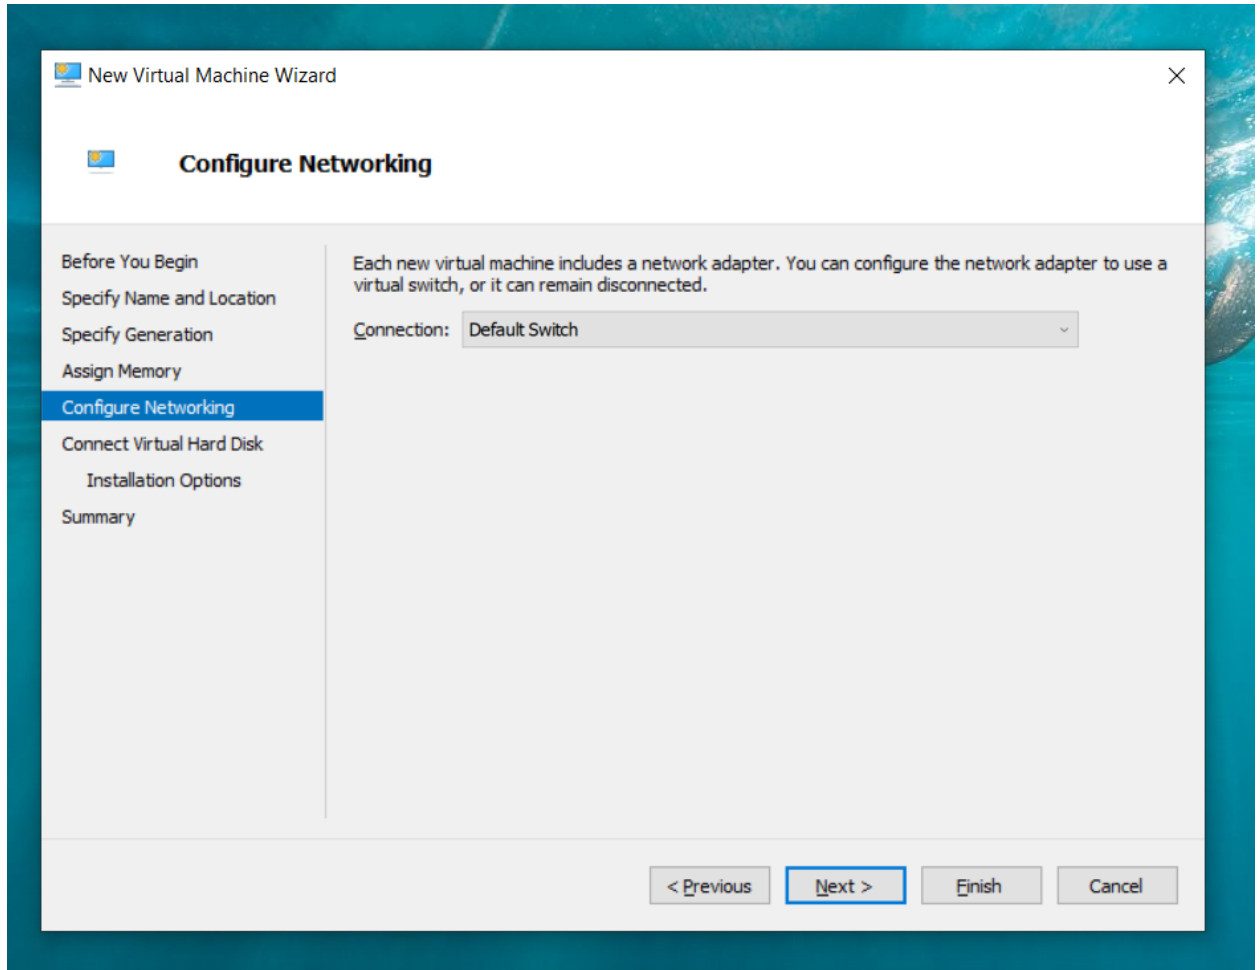 New Virtual Machine Wizard
Configure Networking
Before You Begin
Specify Name and Location
Specify Generation
Assign Memory
Configure Networking
Connect Virtual Hard Disk
Installation Options
Summary
Each new virtual machine includes a network adapter. You can configure the network adapter to use a
virtual switch, or it can remain disconnected.
Connection: Default Switch
< Previous Next > Finish Cancel